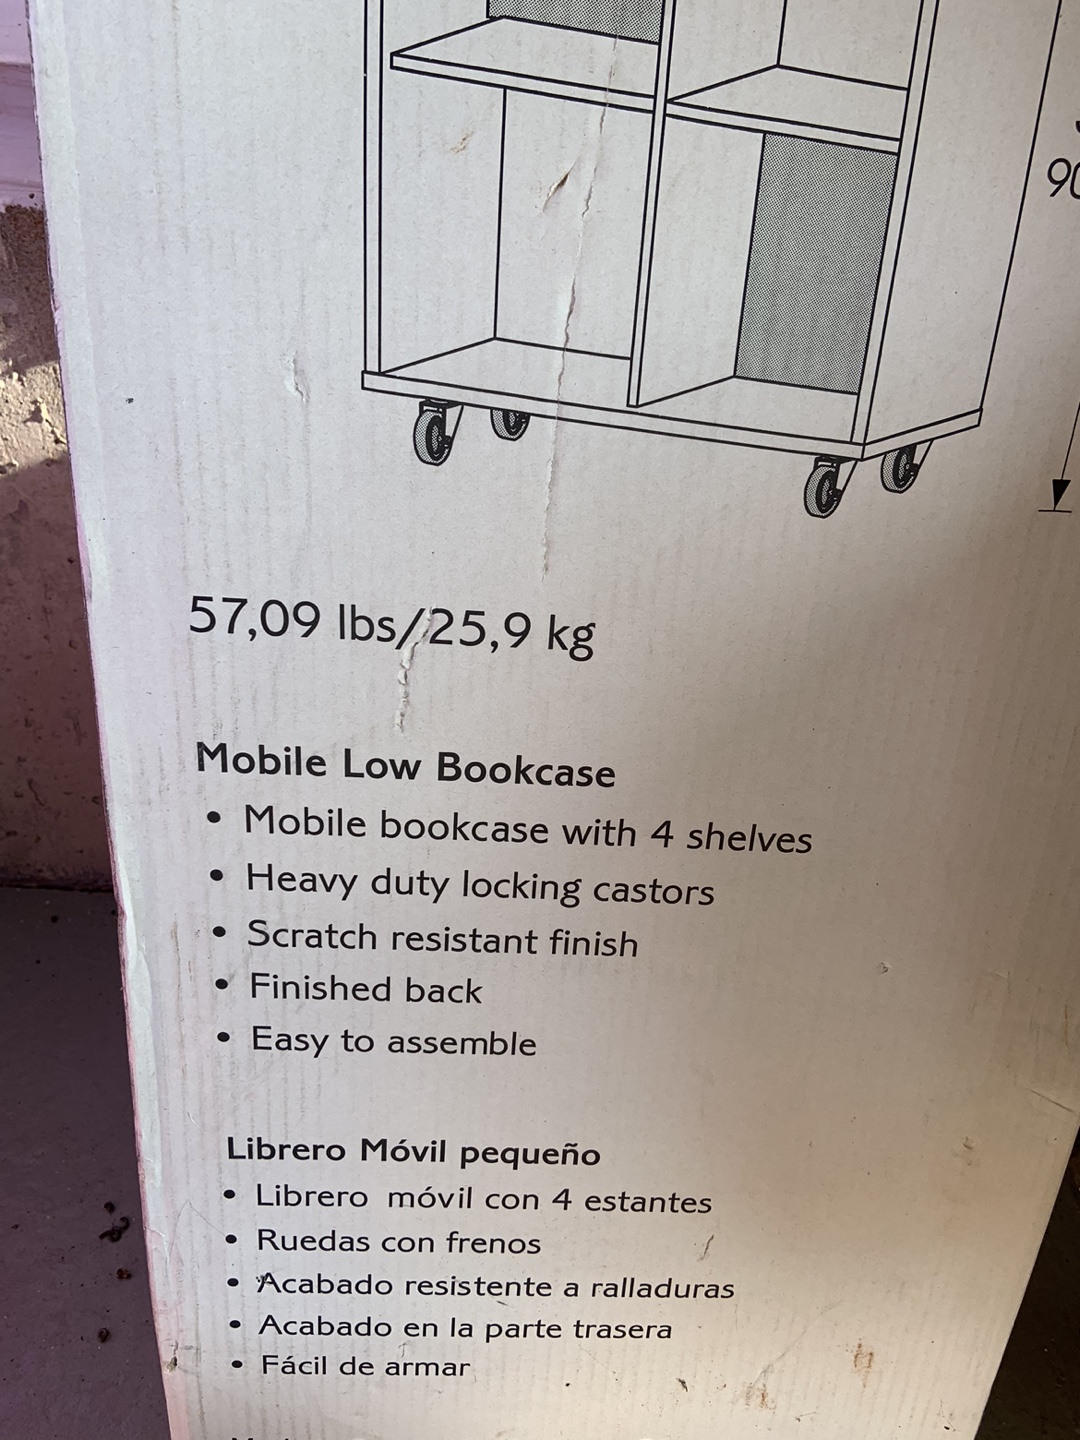 90
57,09 lbs/25,9 kg
Mobile Low Bookcase
• Mobile bookcase with 4 shelves
• Heavy duty locking castors
• Scratch resistant finish
• Finished back
• Easy to assemble
Librero Móvil pequeño
• Librero móvil con 4 estantes
• Ruedas con frenos
• Acabado resistente a ralladuras
• Acabado en la parte trasera
• Fácil de armar